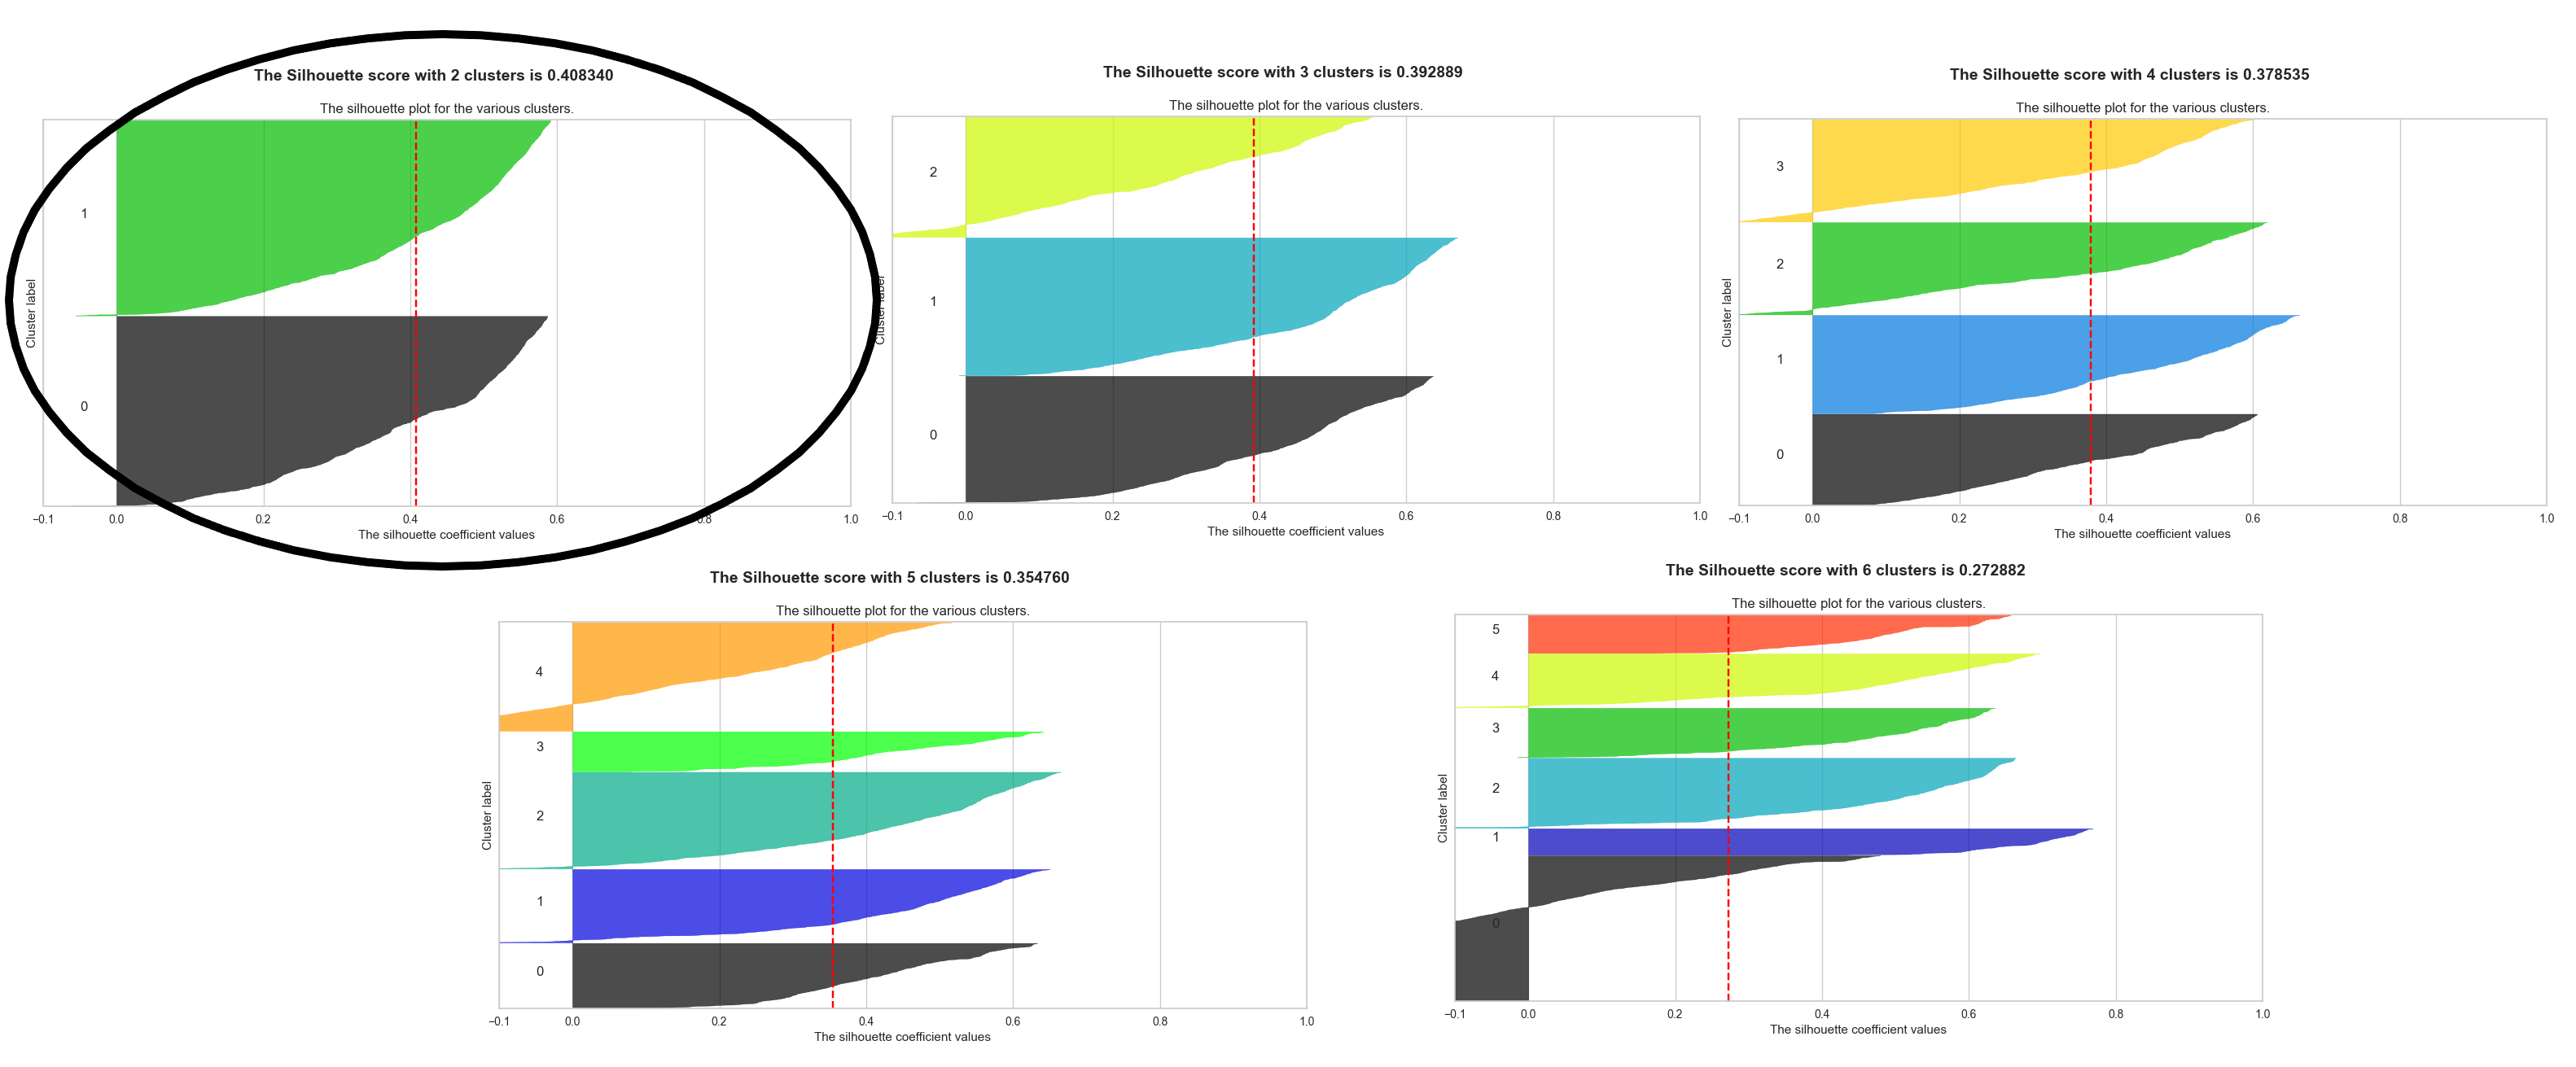 The Silhouette score with 2 clusters is 0.408340
The silhouette plot for the various clusters.
1
0
Cluster label
−0.1 0.0 0.2 0.4 0.6 0.8 1.0
The silhouette coefficient values
The Silhouette score with 3 clusters is 0.392889
The silhouette plot for the various clusters.
2
1
0
Cluster label
−0.1 0.0 0.2 0.4 0.6 0.8 1.0
The silhouette coefficient values
The Silhouette score with 4 clusters is 0.378535
The silhouette plot for the various clusters.
3
2
1
0
Cluster label
−0.1 0.0 0.2 0.4 0.6 0.8 1.0
The silhouette coefficient values
The Silhouette score with 5 clusters is 0.354760
The silhouette plot for the various clusters.
4
3
2
1
0
Cluster label
−0.1 0.0 0.2 0.4 0.6 0.8 1.0
The silhouette coefficient values
The Silhouette score with 6 clusters is 0.272882
The silhouette plot for the various clusters.
5
4
3
2
1
0
Cluster label
−0.1 0.0 0.2 0.4 0.6 0.8 1.0
The silhouette coefficient values